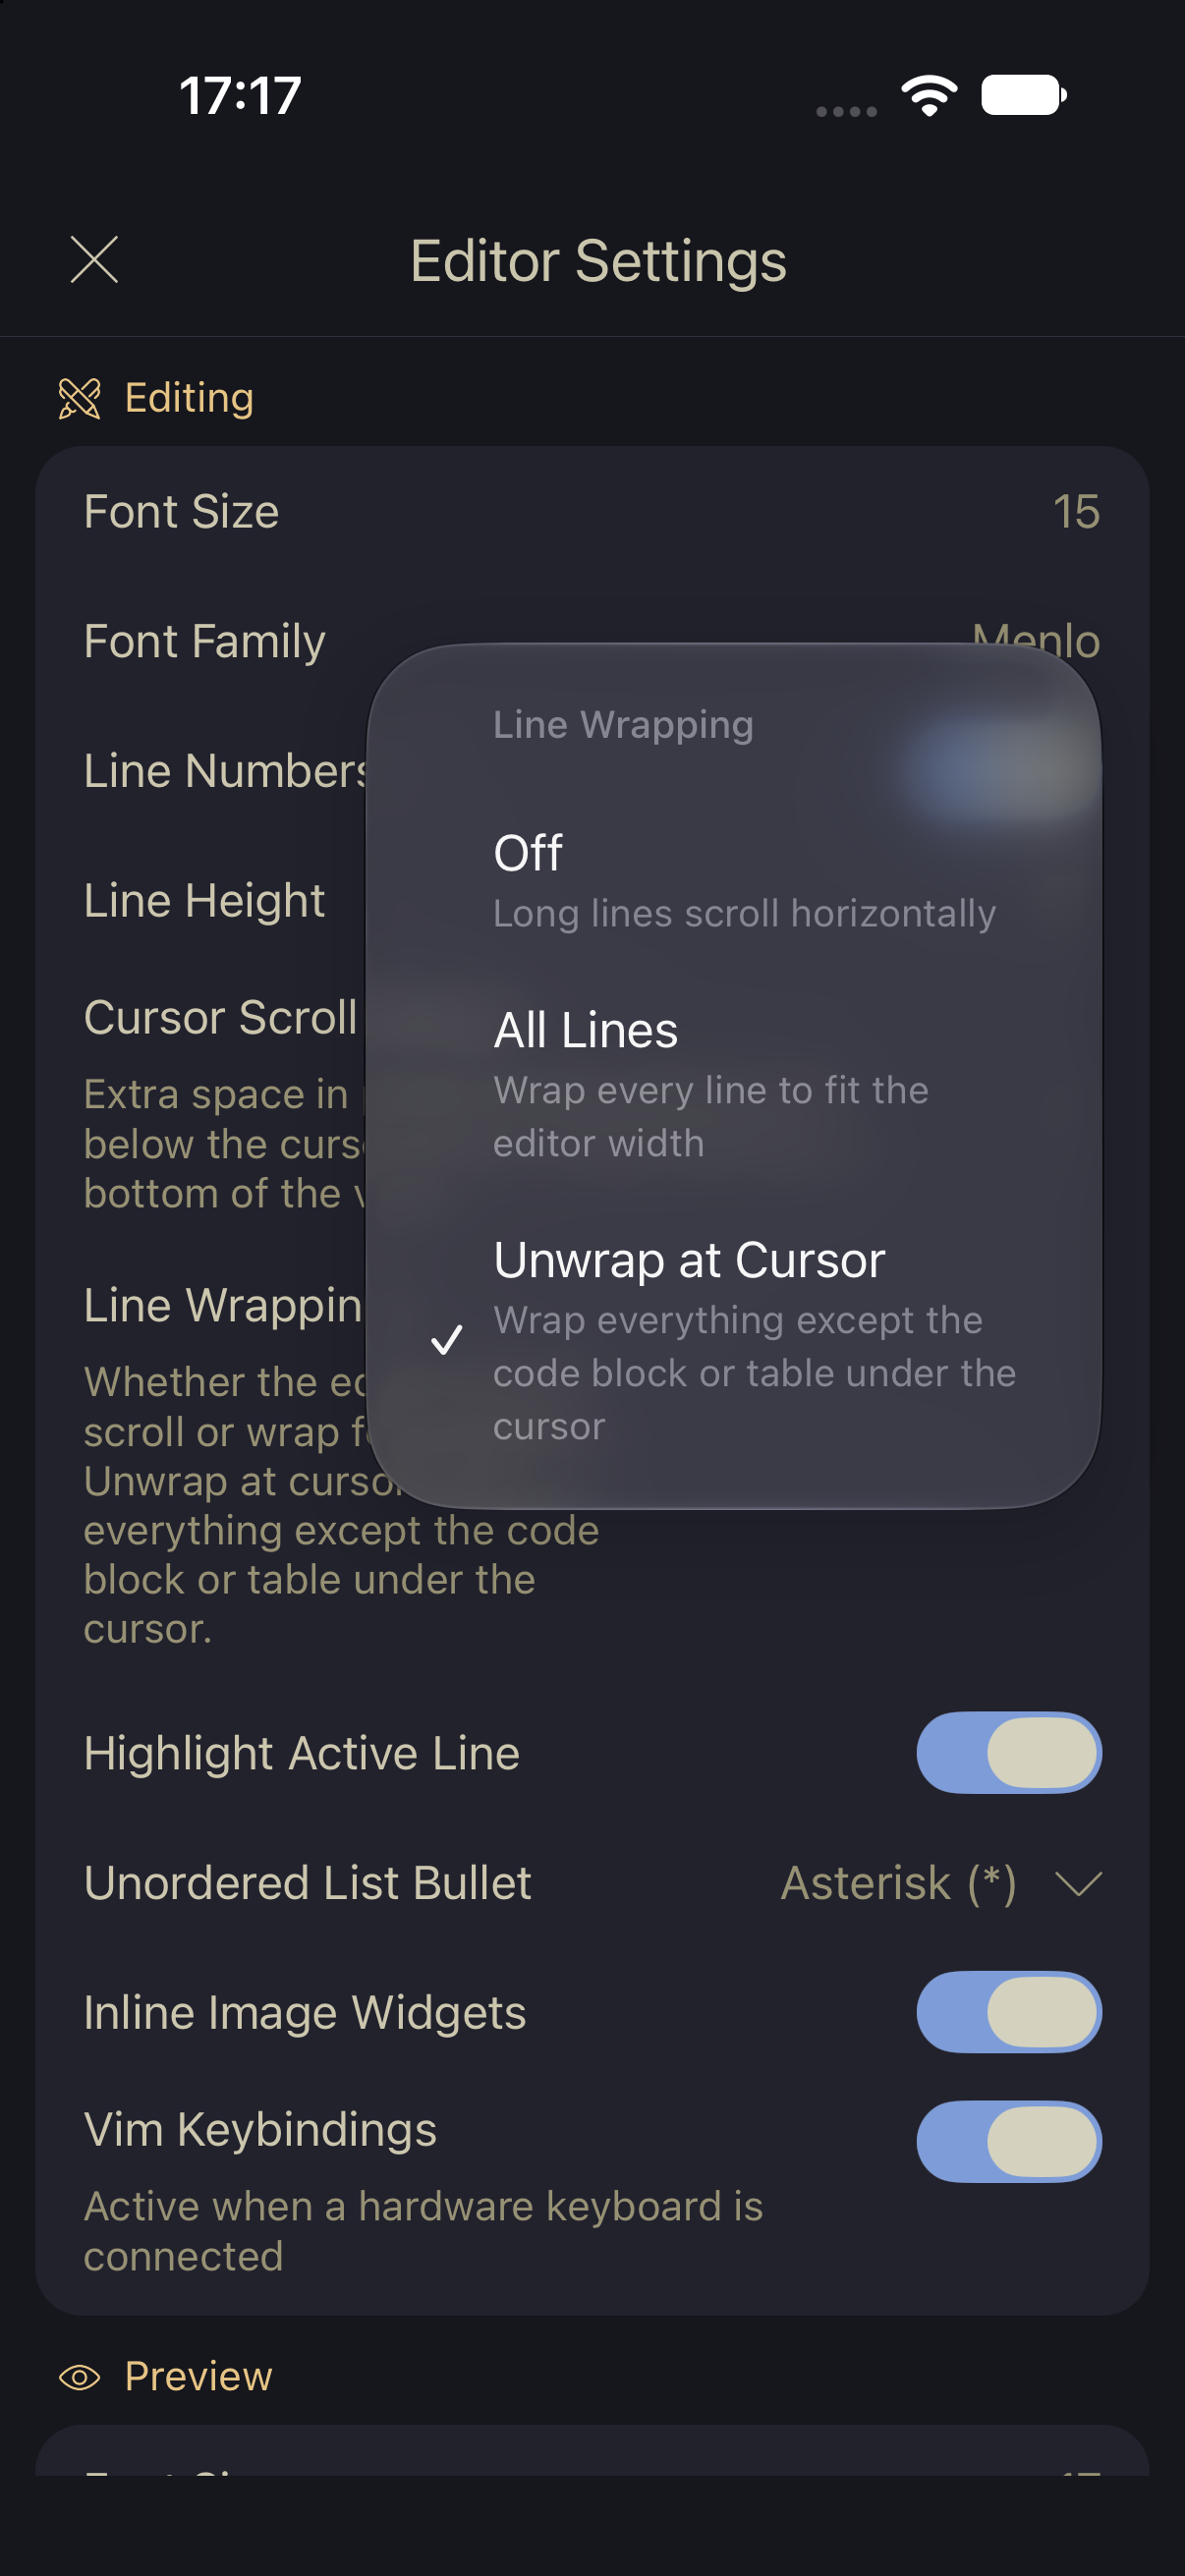 17:17
Editor Settings
Editing
Font Size
15
Font Family
Menlo
Line Numbers
Line Height
Cursor Scroll
Extra space in
below the
bottom of the
Line Wrapping
Off
Long lines scroll horizontally
All Lines
Wrap every line to fit the
editor width
Unwrap at Cursor
Wrap everything except the
code block or table under the
cursor
Line Wrappin
Whether the
scroll or wrap
Unwrap at cursor
everything except the code
block or table under the
cursor.
Highlight Active Line
Unordered List Bullet
Asterisk (*)
Inline Image Widgets
Vim Keybindings
Active when a hardware keyboard is
connected
Preview